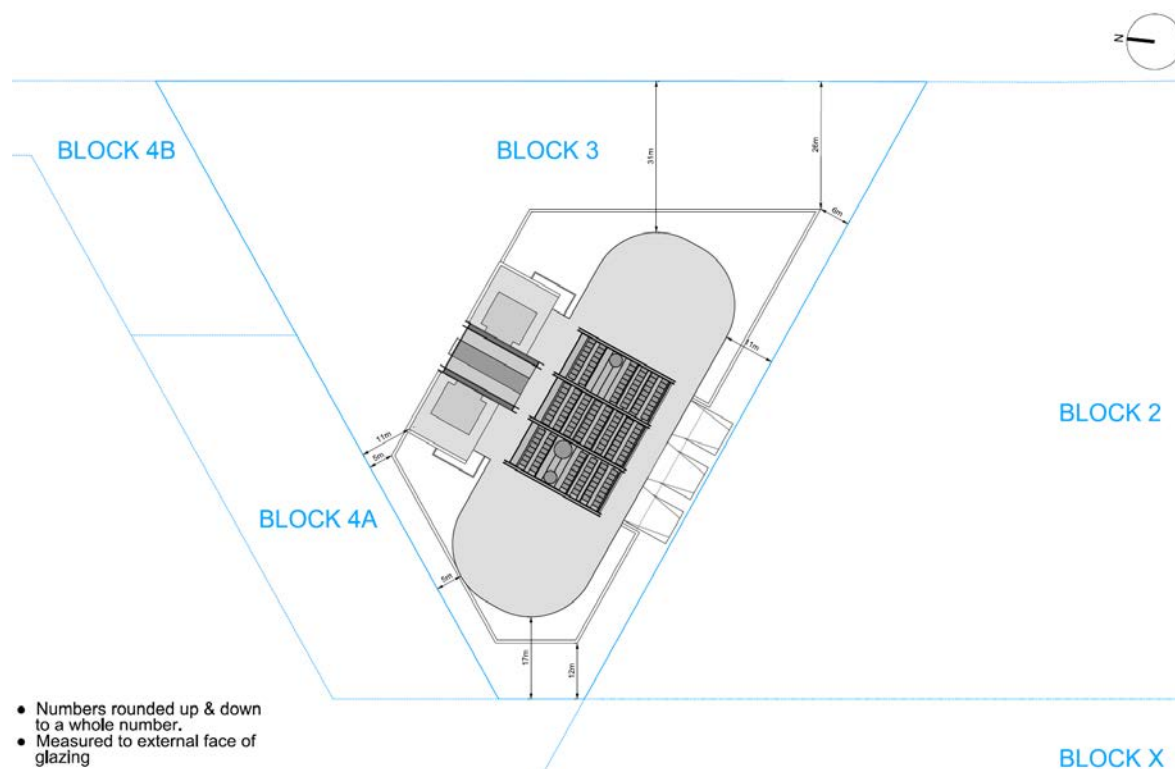 N
BLOCK 4B
BLOCK 3
31m
26m
6m
11m
BLOCK 2
11m
5m
BLOCK 4A
5m
17m
12m
• Numbers rounded up & down
to a whole number.
• Measured to external face of
glazing
BLOCK X